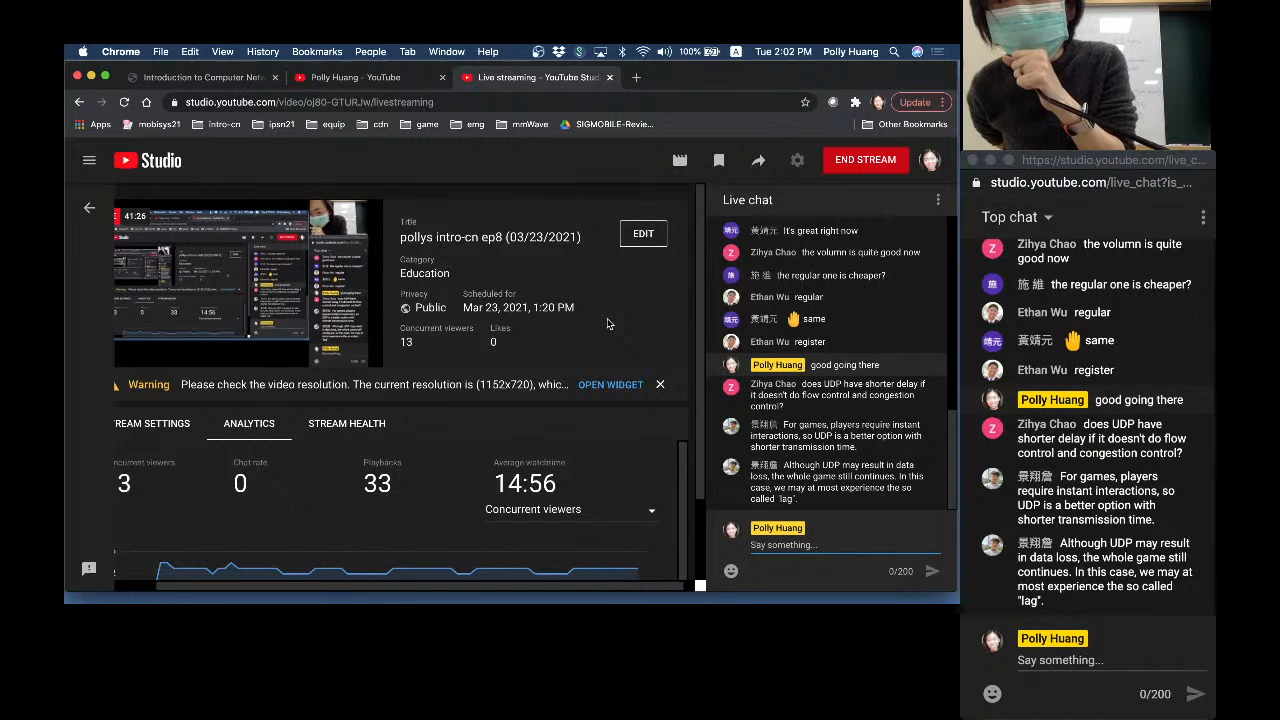 Chrome File Edit View History Bookmarks People Tab Window Help 100% A Tue 2:02 PM Polly Huang
Introduction to Computer Netw
Polly Huang - YouTube
Live streaming - YouTube Stud
studio.youtube.com/video/oj80-GTURJw/livestreaming
Update
Apps mobisys21 intro-cn ipsn21 equip cdn game emg mmWave SIGMOBILE-Revie... Other Bookmarks
Studio
END STREAM
41:26
Title
pollys intro-cn ep8 (03/23/2021)
EDIT
Category
Education
Privacy Scheduled for
Public Mar 23, 2021, 1:20 PM
Concurrent viewers Likes
13 0
Warning Please check the video resolution. The current resolution is (1152x720), whic... OPEN WIDGET
REAM SETTINGS ANALYTICS STREAM HEALTH
ncurrent viewers Chat rate Playbacks Average watchtime
3 0 33 14:56
Concurrent viewers
Live chat
黃靖元 It's great right now
Zihya Chao the volumn is quite good now
施 雅 the regular one is cheaper?
Ethan Wu regular
黃靖元 same
Ethan Wu register
Polly Huang good going there
Zihya Chao does UDP have shorter delay if
it doesn't do flow control and congestion
control?
景翔詹 For games, players require instant
interactions, so UDP is a better option with
shorter transmission time.
景翔詹 Although UDP may result in data
loss, the whole game still continues. In this
case, we may at most experience the so
called "lag".
Polly Huang
Say something...
0/200
https://studio.youtube.com/live_c...
studio.youtube.com/live_chat?is_...
Top chat
Zihya Chao the volumn is quite
good now
施 雅 the regular one is cheaper?
Ethan Wu regular
黃靖元 same
Ethan Wu register
Polly Huang good going there
Zihya Chao does UDP have
shorter delay if it doesn't do flow
control and congestion control?
景翔詹 For games, players
require instant interactions, so
UDP is a better option with
shorter transmission time.
景翔詹 Although UDP may result
in data loss, the whole game still
continues. In this case, we may at
most experience the so called
"lag".
Polly Huang
Say something...
0/200